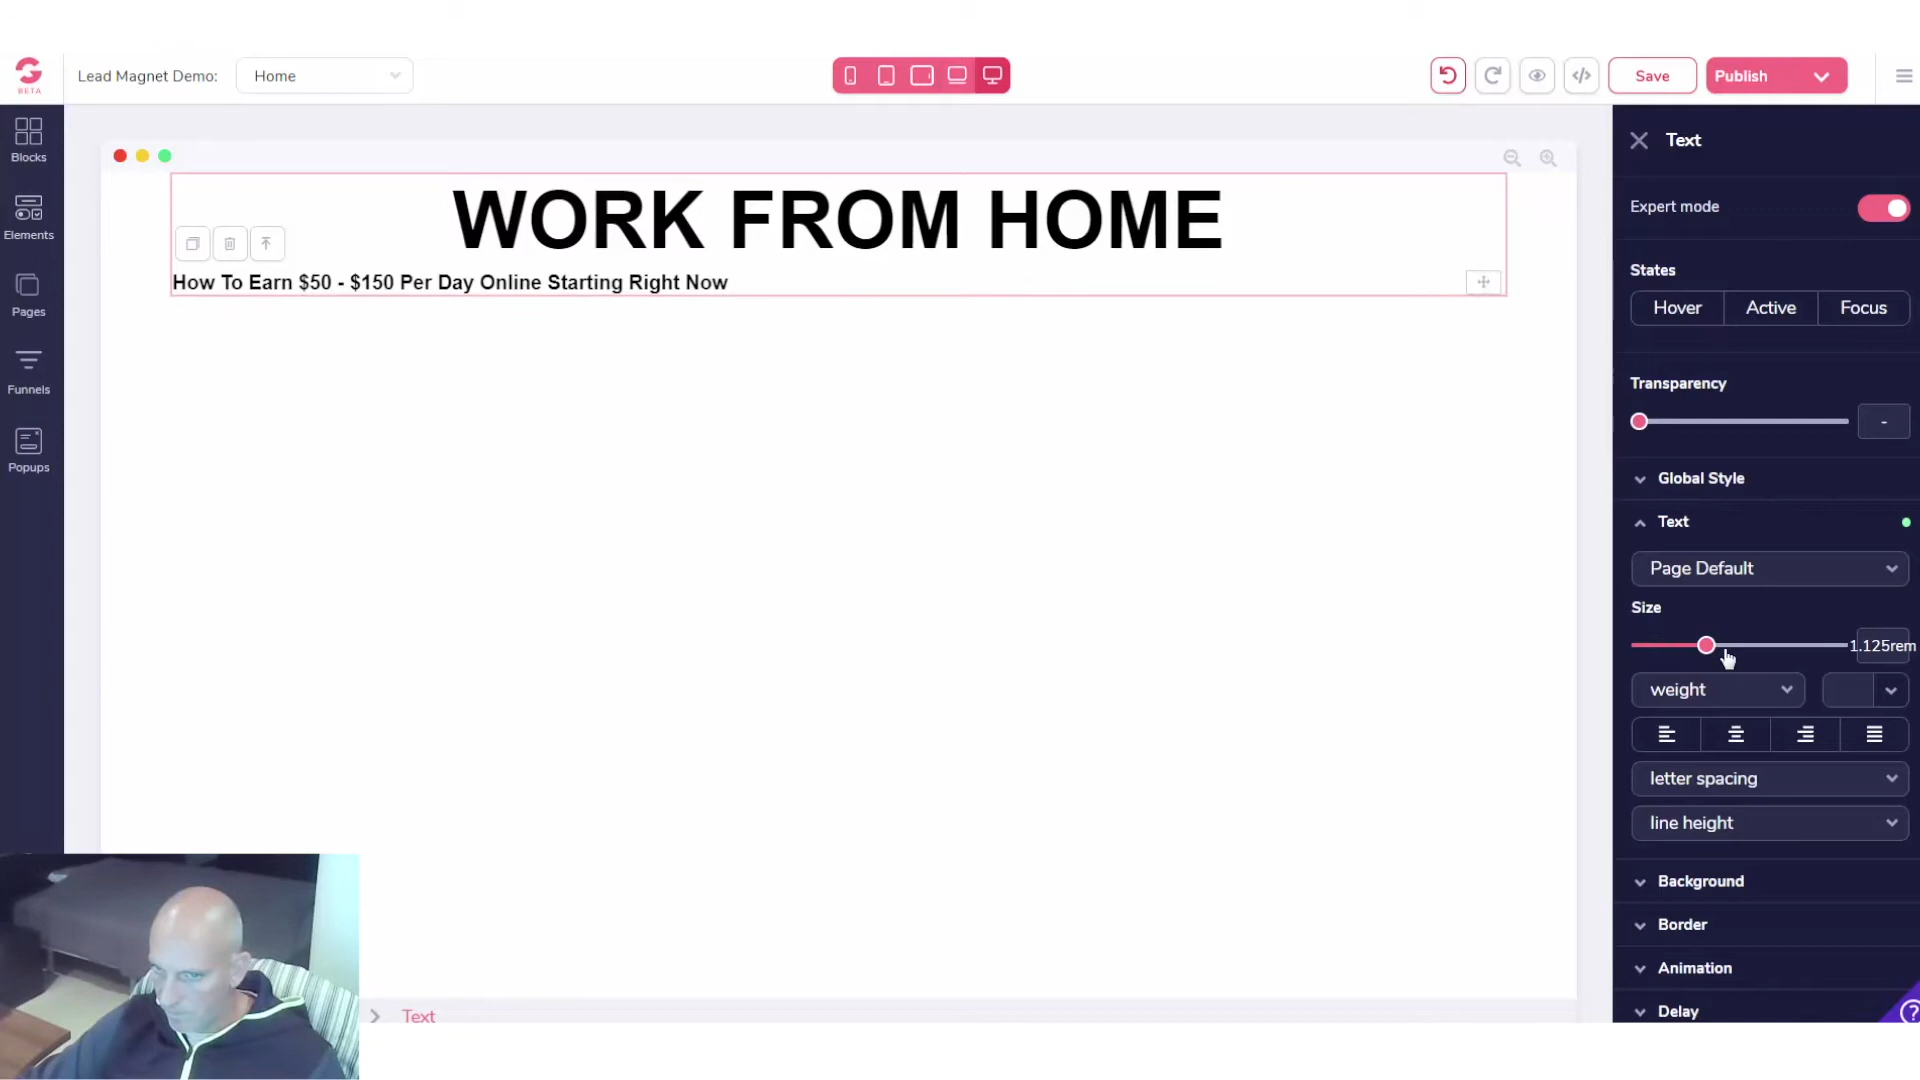 BETA
Lead Magnet Demo:
Home
Save
Publish
Blocks
Elements
Pages
Funnels
Popups
WORK FROM HOME
How To Earn $50 - $150 Per Day Online Starting Right Now
Text
Text
Expert mode
States
Hover Active Focus
Transparency
-
Global Style
Text
Page Default
Size
1.125rem
weight
letter spacing
line height
Background
Border
Animation
Delay
?